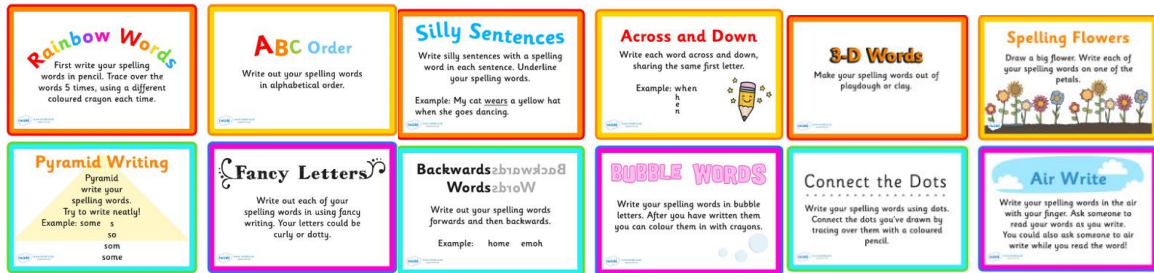 Rainbow Words
First write your spelling
words in pencil. Trace over the
words 5 times, using a different
coloured crayon each time.
ABC Order
Write out your spelling words
in alphabetical order.
Silly Sentences
Write silly sentences with a spelling
word in each sentence. Underline
your spelling words.
Example: My cat wears a yellow hat
when she goes dancing.
Across and Down
Write each word across and down,
sharing the same first letter.
Example: when
h
e
n
3-D Words
Make your spelling words out of
playdough or clay.
Spelling Flowers
Draw a big flower. Write each of
your spelling words on one of the
petals.
Pyramid Writing
Pyramid
write your
spelling words.
Try to write neatly!
Example: some s
so
som
some
Fancy Letters
Write out each of your
spelling words in using fancy
writing. Your letters could be
curly or dotty.
Backwards Backwards
Words Words
Write out your spelling words
forwards and then backwards.
Example: home emoh
BUBBLE WORDS
Write your spelling words in bubble
letters. After you have written them
you can colour them in with crayons.
Connect the Dots
Write your spelling words using dots.
Connect the dots you've drawn by
tracing over them with a coloured
pencil.
Air Write
Write your spelling words in the air
with your finger. Ask someone to
read your words as you write.
You could also ask someone to air
write while you read the word!